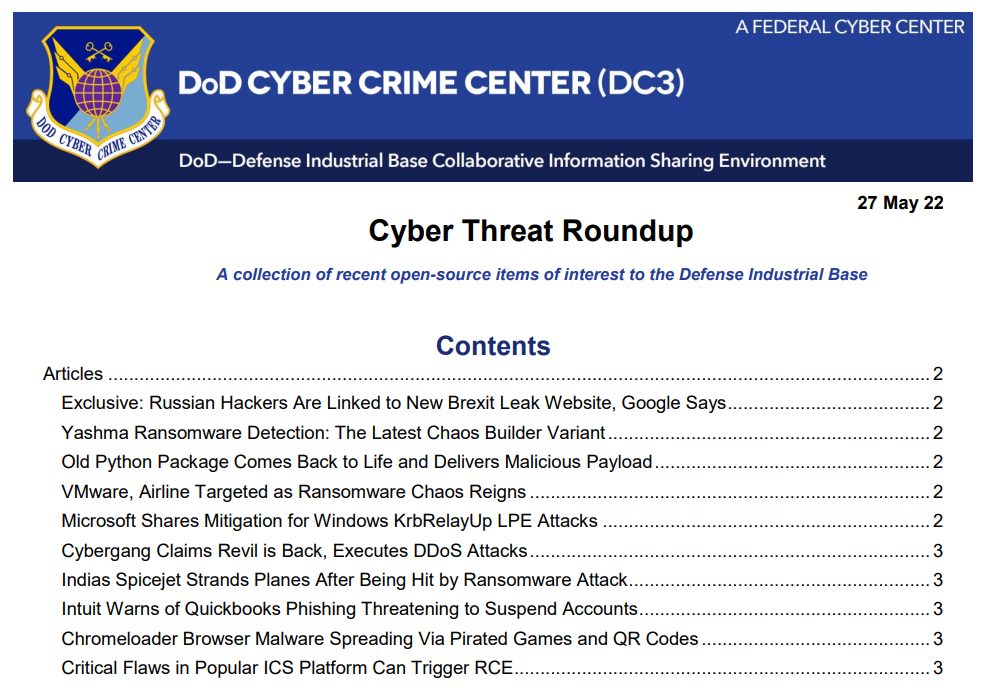 A FEDERAL CYBER CENTER
DoD CYBER CRIME CENTER (DC3)
DOD CYBER CRIME CENTER
DoD—Defense Industrial Base Collaborative Information Sharing Environment
27 May 22
Cyber Threat Roundup
A collection of recent open-source items of interest to the Defense Industrial Base
Contents
Articles ........................................ 2
Exclusive: Russian Hackers Are Linked to New Brexit Leak Website, Google Says........................................ 2
Yashma Ransomware Detection: The Latest Chaos Builder Variant ........................................ 2
Old Python Package Comes Back to Life and Delivers Malicious Payload ........................................ 2
VMware, Airline Targeted as Ransomware Chaos Reigns ........................................ 2
Microsoft Shares Mitigation for Windows KrbRelayUp LPE Attacks ........................................ 2
Cybergang Claims Revil is Back, Executes DDoS Attacks ........................................ 3
Indias Spicejet Strands Planes After Being Hit by Ransomware Attack ........................................ 3
Intuit Warns of Quickbooks Phishing Threatening to Suspend Accounts ........................................ 3
Chromeloader Browser Malware Spreading Via Pirated Games and QR Codes ........................................ 3
Critical Flaws in Popular ICS Platform Can Trigger RCE ........................................ 3